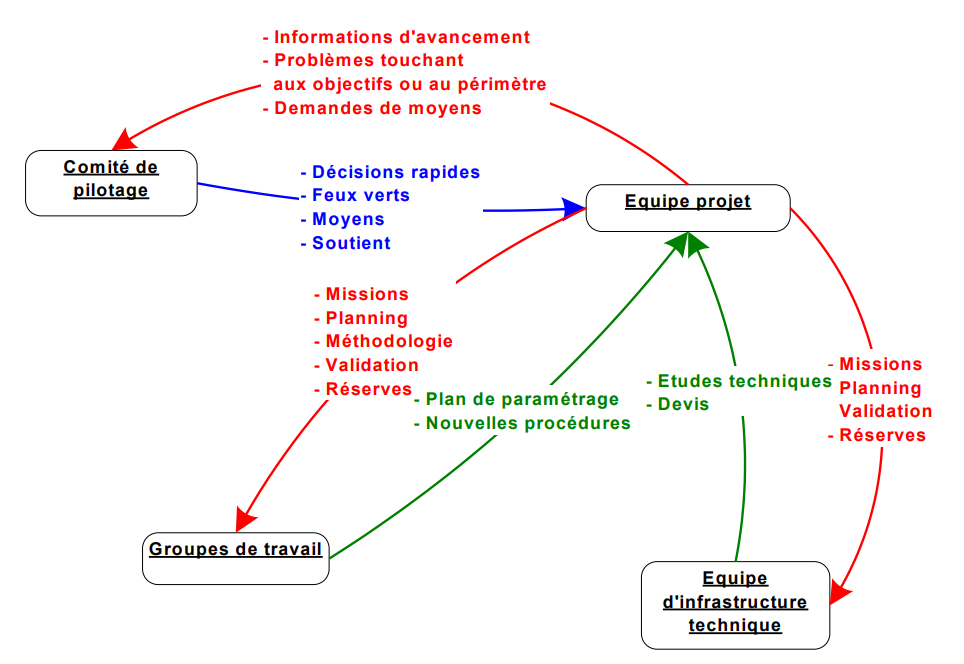 - Informations d'avancement
- Problèmes touchant
aux objectifs ou au périmètre
- Demandes de moyens
Comité de
pilotage
- Décisions rapides
- Feux verts
- Moyens
- Soutient
Equipe projet
- Missions
- Planning
- Méthodologie
- Validation
- Réserves
- Plan de paramétrage
- Nouvelles procédures
- Etudes techniques
- Devis
- Missions
Planning
Validation
- Réserves
Groupes de travail
Equipe
d'infrastructure
technique